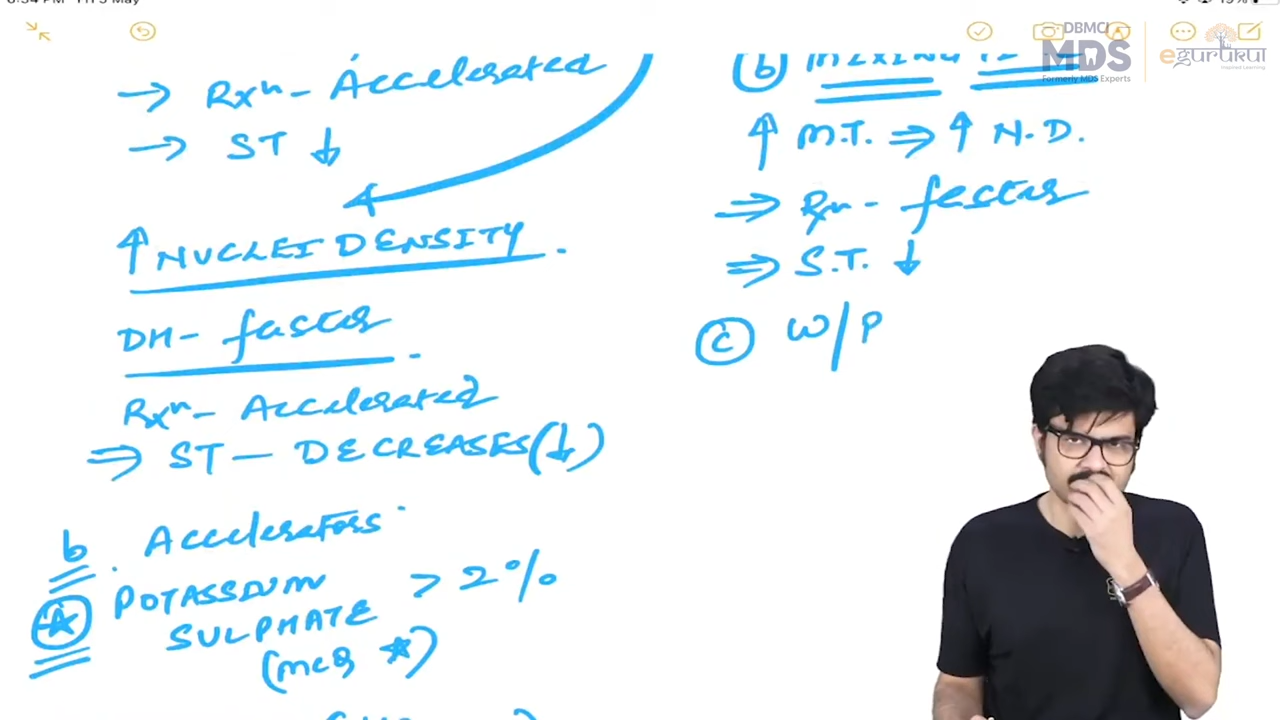 → Rxⁿ - Accelerated
→ ST ↓
↑ NUCLEI DENSITY.
DH - faster.
Rxⁿ - Accelerated
⇒ ST — DECREASES (↓)
b. Accelerators
POTASSIUM > 2%
SULPHATE
(MCQ ☆)
(b) MIXING
↑ M.T. ⇒ ↑ N.D.
⇒ Rxⁿ - faster
⇒ S.T. ↓
(c) W/P
DBMCI
MDS
Formerly MDS Experts
egurukul